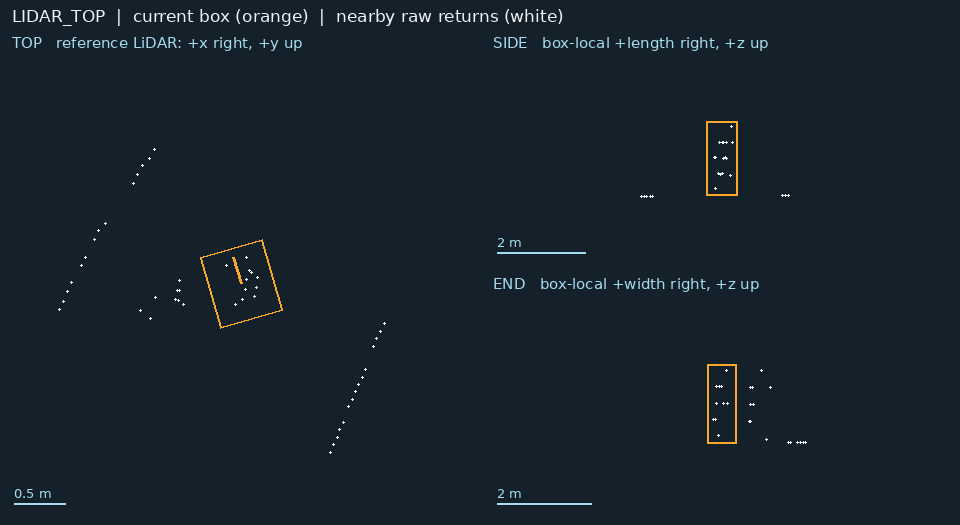 LIDAR_TOP  |  current box (orange)  |  nearby raw returns (white)
TOP   reference LiDAR: +x right, +y up
SIDE   box-local +length right, +z up
2 m
END   box-local +width right, +z up
0.5 m
2 m